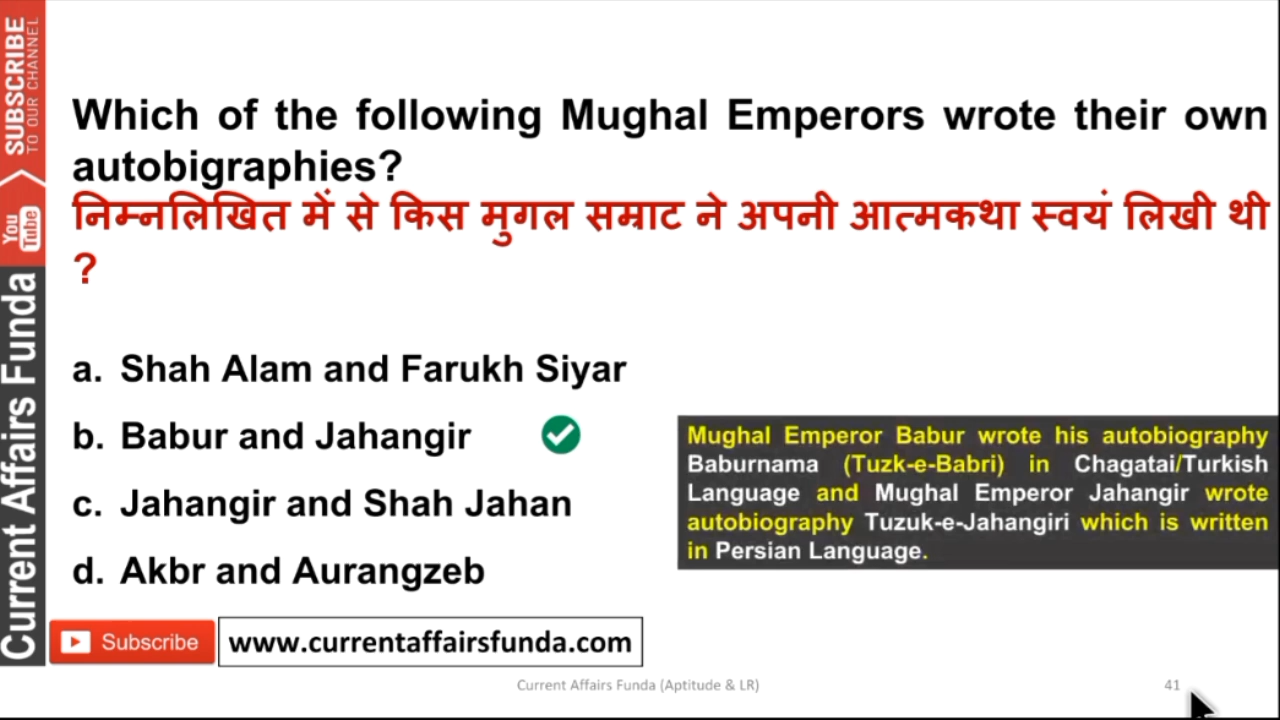 SUBSCRIBE
TO OUR CHANNEL
You
Tube
Current Affairs Funda
Which of the following Mughal Emperors wrote their own
autobigraphies?
निम्नलिखित में से किस मुगल सम्राट ने अपनी आत्मकथा स्वयं लिखी थी
?
a. Shah Alam and Farukh Siyar
b. Babur and Jahangir
c. Jahangir and Shah Jahan
d. Akbr and Aurangzeb
Mughal Emperor Babur wrote his autobiography
Baburnama (Tuzk-e-Babri) in Chagatai/Turkish
Language and Mughal Emperor Jahangir wrote
autobiography Tuzuk-e-Jahangiri which is written
in Persian Language.
Subscribe
www.currentaffairsfunda.com
Current Affairs Funda (Aptitude & LR)
41